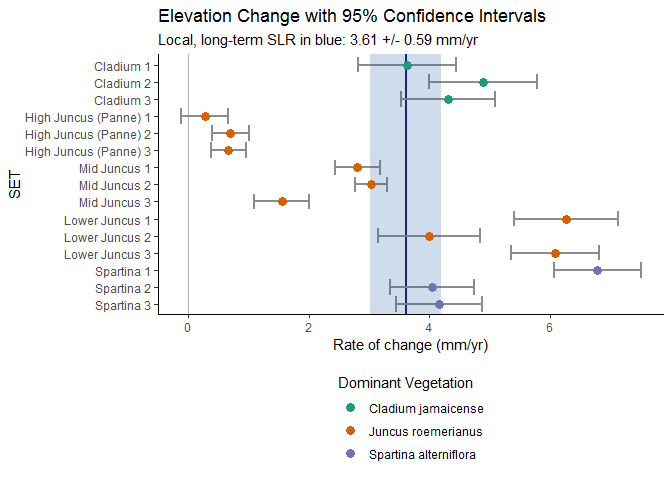 Elevation Change with 95% Confidence Intervals
Local, long-term SLR in blue: 3.61 +/- 0.59 mm/yr
SET
Cladium 1
Cladium 2
Cladium 3
High Juncus (Panne) 1
High Juncus (Panne) 2
High Juncus (Panne) 3
Mid Juncus 1
Mid Juncus 2
Mid Juncus 3
Lower Juncus 1
Lower Juncus 2
Lower Juncus 3
Spartina 1
Spartina 2
Spartina 3
0 2 4 6
Rate of change (mm/yr)
Dominant Vegetation
Cladium jamaicense
Juncus roemerianus
Spartina alterniflora